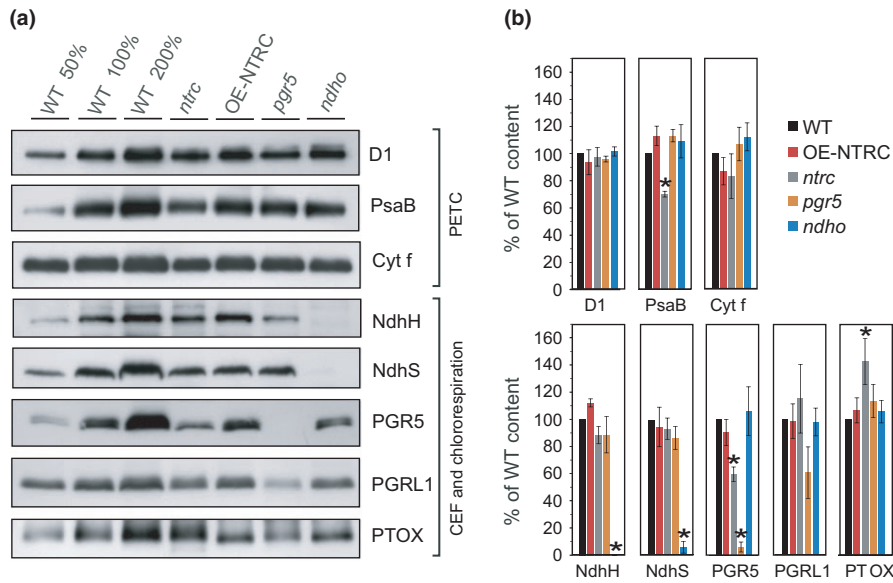 (a)
WT 50%
WT 100%
WT 200%
ntrc
OE-NTRC
pgr5
ndho
D1
PsaB
Cyt f
PETC
NdhH
NdhS
PGR5
PGRL1
PTOX
CEF and chlororespiration
(b)
% of WT content
160
140
120
100
80
60
40
20
0
*
D1
PsaB
Cyt f
WT
OE-NTRC
ntrc
pgr5
ndho
% of WT content
160
140
120
100
80
60
40
20
0
*
*
*
*
*
NdhH
NdhS
PGR5
PGRL1
PTOX